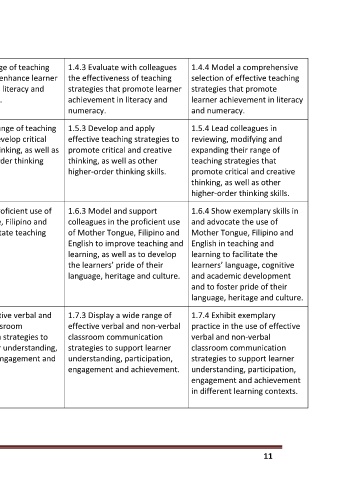 ge of teaching
enhance learner
literacy and
.
1.4.3 Evaluate with colleagues
the effectiveness of teaching
strategies that promote learner
achievement in literacy and
numeracy.
1.4.4 Model a comprehensive
selection of effective teaching
strategies that promote
learner achievement in literacy
and numeracy.
nge of teaching
velop critical
inking, as well as
rder thinking
1.5.3 Develop and apply
effective teaching strategies to
promote critical and creative
thinking, as well as other
higher-order thinking skills.
1.5.4 Lead colleagues in
reviewing, modifying and
expanding their range of
teaching strategies that
promote critical and creative
thinking, as well as other
higher-order thinking skills.
roficient use of
e, Filipino and
itate teaching
1.6.3 Model and support
colleagues in the proficient use
of Mother Tongue, Filipino and
English to improve teaching and
learning, as well as to develop
the learners' pride of their
language, heritage and culture.
1.6.4 Show exemplary skills in
and advocate the use of
Mother Tongue, Filipino and
English in teaching and
learning to facilitate the
learners' language, cognitive
and academic development
and to foster pride of their
language, heritage and culture.
tive verbal and
ssroom
n strategies to
r understanding,
engagement and
1.7.3 Display a wide range of
effective verbal and non-verbal
classroom communication
strategies to support learner
understanding, participation,
engagement and achievement.
1.7.4 Exhibit exemplary
practice in the use of effective
verbal and non-verbal
classroom communication
strategies to support learner
understanding, participation,
engagement and achievement
in different learning contexts.
11